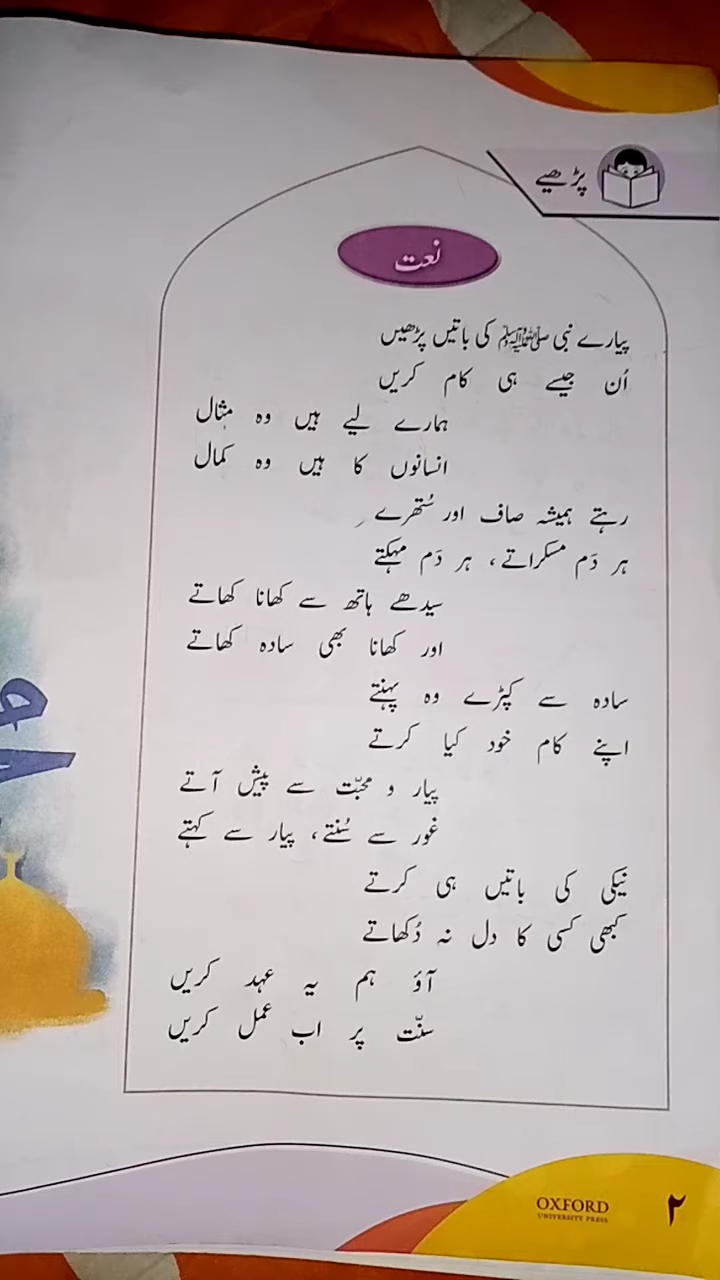 پڑھیے
نعت
پیارے نبی ﷺ کی باتیں پڑھیں
اُن جیسے ہی کام کریں
ہمارے لیے ہیں وہ مثال
انسانوں کا ہیں وہ کمال
رہتے ہمیشہ صاف اور سُتھرے
ہر دَم مسکراتے، ہر دَم مہکتے
سیدھے ہاتھ سے کھانا کھاتے
اور کھانا بھی سادہ کھاتے
سادہ سے کپڑے وہ پہنتے
اپنے کام خود کیا کرتے
پیار و محبّت سے پیش آتے
غور سے سُنتے، پیار سے کہتے
نیکی کی باتیں ہی کرتے
کبھی کسی کا دل نہ دُکھاتے
آؤ ہم یہ عہد کریں
سنّت پر اب عمل کریں
OXFORD
UNIVERSITY PRESS
۲